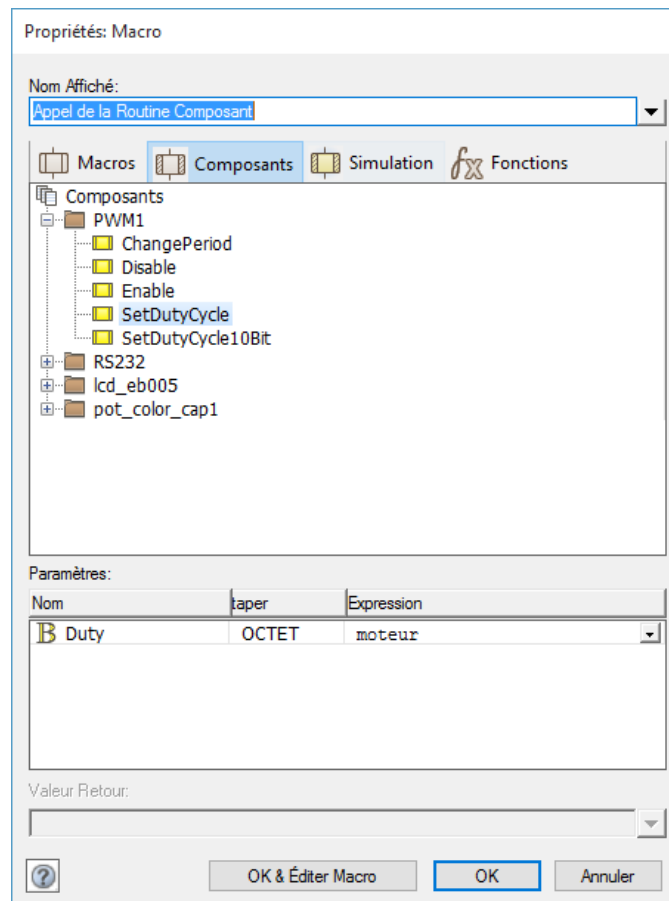 Propriétés: Macro
Nom Affiché:
Appel de la Routine Composant
Macros Composants Simulation fx Fonctions
Composants
PWM1
ChangePeriod
Disable
Enable
SetDutyCycle
SetDutyCycle10Bit
RS232
lcd_eb005
pot_color_cap1
Paramètres:
Nom taper Expression
B Duty OCTET moteur
Valeur Retour:
? OK & Éditer Macro OK Annuler